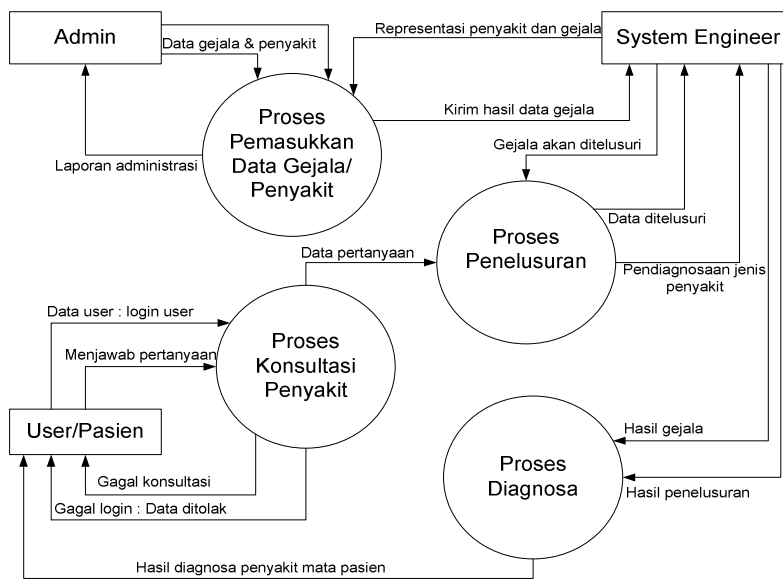 Admin
Data gejala & penyakit
Representasi penyakit dan gejala
System Engineer
Proses
Pemasukkan
Data Gejala/
Penyakit
Kirim hasil data gejala
Laporan administrasi
Gejala akan ditelusuri
Data ditelusuri
Proses
Penelusuran
Data pertanyaan
Pendiagnosaan jenis
penyakit
Data user : login user
Menjawab pertanyaan
Proses
Konsultasi
Penyakit
User/Pasien
Hasil gejala
Proses
Diagnosa
Gagal konsultasi
Hasil penelusuran
Gagal login : Data ditolak
Hasil diagnosa penyakit mata pasien